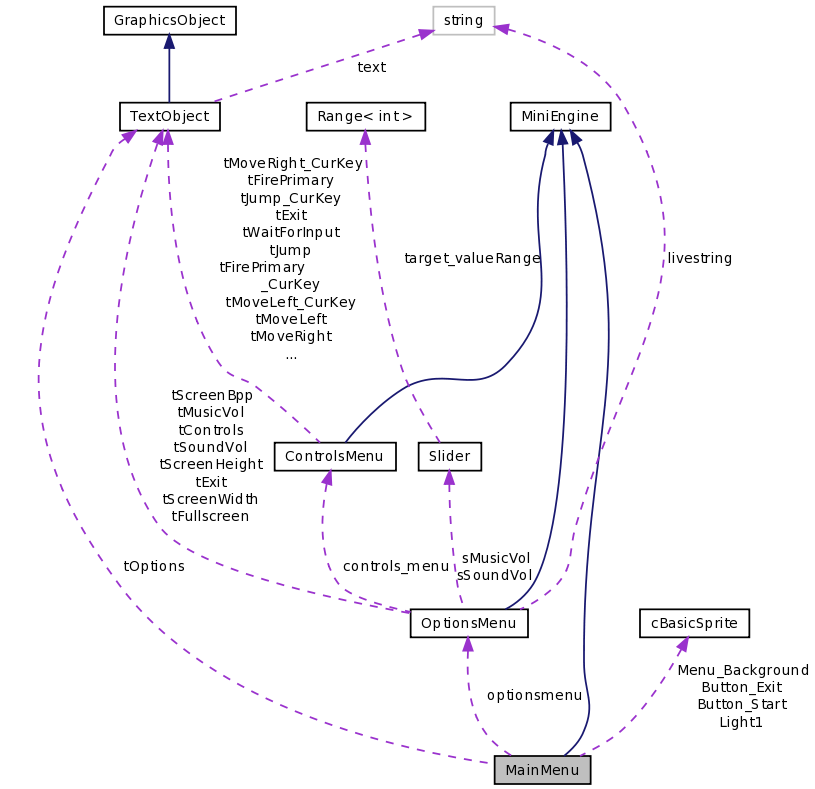 GraphicsObject
string
text
TextObject
Range< int >
MiniEngine
tMoveRight_CurKey
tFirePrimary
tJump_CurKey
tExit
tWaitForInput
tJump
tFirePrimary
_CurKey
tMoveLeft_CurKey
tMoveLeft
tMoveRight
...
target_valueRange
livestring
tScreenBpp
tMusicVol
tControls
tSoundVol
tScreenHeight
tExit
tScreenWidth
tFullscreen
ControlsMenu
Slider
tOptions
controls_menu
sMusicVol
sSoundVol
OptionsMenu
cBasicSprite
optionsmenu
Menu_Background
Button_Exit
Button_Start
Light1
MainMenu